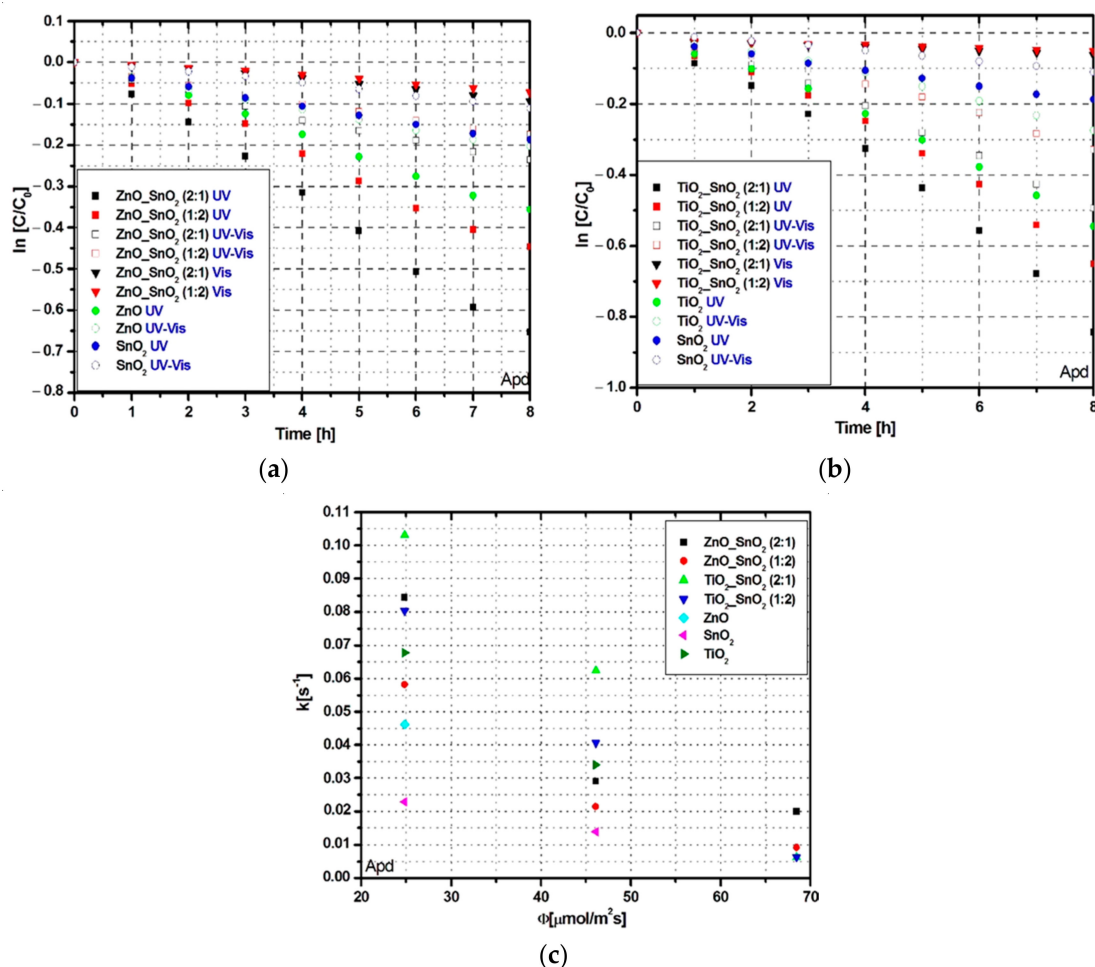 0.0
−0.1
−0.2
−0.3
−0.4
−0.5
−0.6
−0.7
−0.8
ln [C/C₀]
ZnO_SnO₂ (2:1) UV
ZnO_SnO₂ (1:2) UV
ZnO_SnO₂ (2:1) UV-Vis
ZnO_SnO₂ (1:2) UV-Vis
ZnO_SnO₂ (2:1) Vis
ZnO_SnO₂ (1:2) Vis
ZnO UV
ZnO UV-Vis
SnO₂ UV
SnO₂ UV-Vis
Apd
0 1 2 3 4 5 6 7 8
Time [h]
(a)
0.0
−0.2
−0.4
−0.6
−0.8
−1.0
ln [C/C₀]
TiO₂_SnO₂ (2:1) UV
TiO₂_SnO₂ (1:2) UV
TiO₂_SnO₂ (2:1) UV-Vis
TiO₂_SnO₂ (1:2) UV-Vis
TiO₂_SnO₂ (2:1) Vis
TiO₂_SnO₂ (1:2) Vis
TiO₂ UV
TiO₂ UV-Vis
SnO₂ UV
SnO₂ UV-Vis
Apd
0 2 4 6 8
Time [h]
(b)
0.11
0.10
0.09
0.08
0.07
0.06
0.05
0.04
0.03
0.02
0.01
0.00
k[s⁻¹]
ZnO_SnO₂ (2:1)
ZnO_SnO₂ (1:2)
TiO₂_SnO₂ (2:1)
TiO₂_SnO₂ (1:2)
ZnO
SnO₂
TiO₂
Apd
20 30 40 50 60 70
Φ[μmol/m²s]
(c)